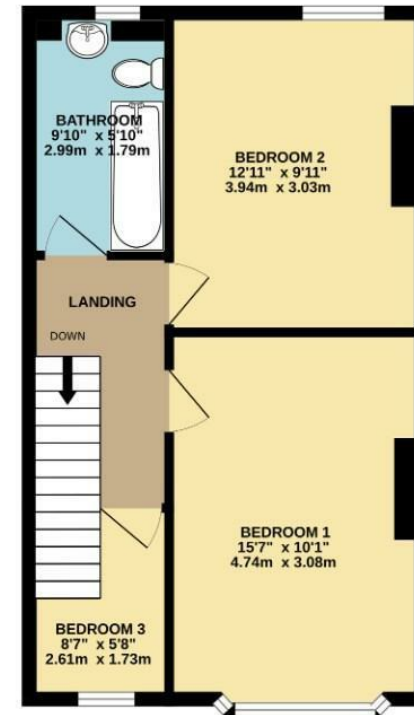 BATHROOM
9'10" x 5'10"
2.99m x 1.79m
BEDROOM 2
12'11" x 9'11"
3.94m x 3.03m
LANDING
DOWN
BEDROOM 1
15'7" x 10'1"
4.74m x 3.08m
BEDROOM 3
8'7" x 5'8"
2.61m x 1.73m